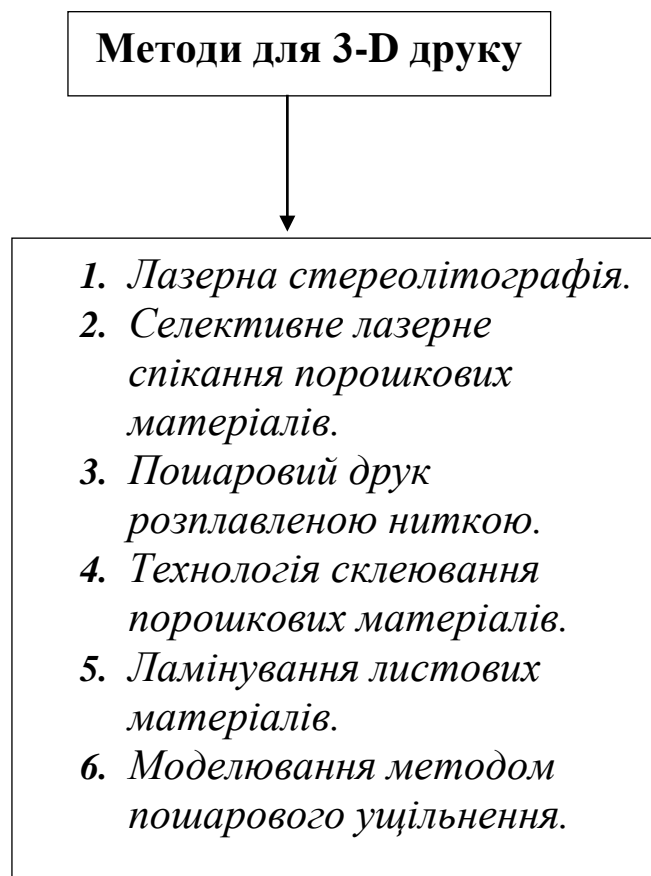 Методи для 3-D друку
1. Лазерна стереолітографія.
2. Селективне лазерне
спікання порошкових
матеріалів.
3. Пошаровий друк
розплавленою ниткою.
4. Технологія склеювання
порошкових матеріалів.
5. Ламінування листових
матеріалів.
6. Моделювання методом
пошарового ущільнення.